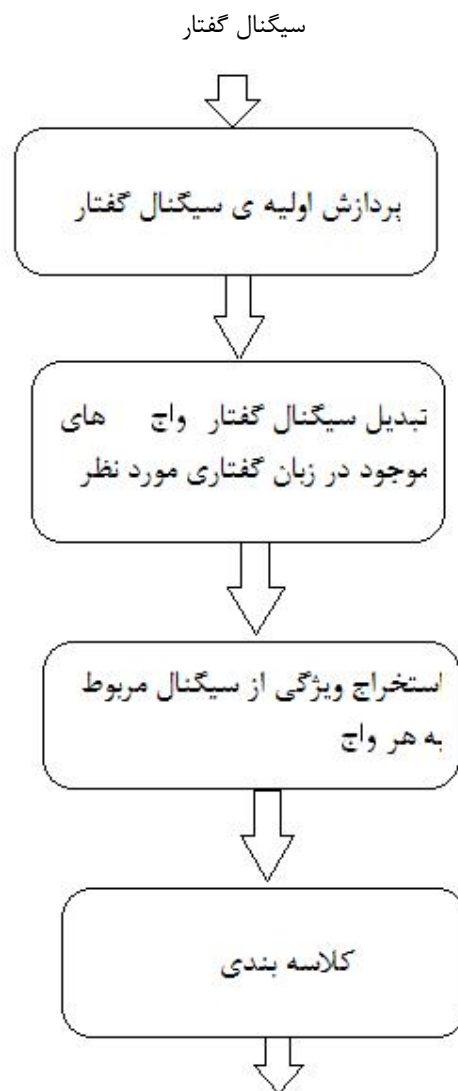 سیگنال گفتار
پردازش اولیه ی سیگنال گفتار
تبدیل سیگنال گفتار واج های
موجود در زبان گفتاری مورد نظر
استخراج ویژگی از سیگنال مربوط
به هر واج
کلاسه بندی